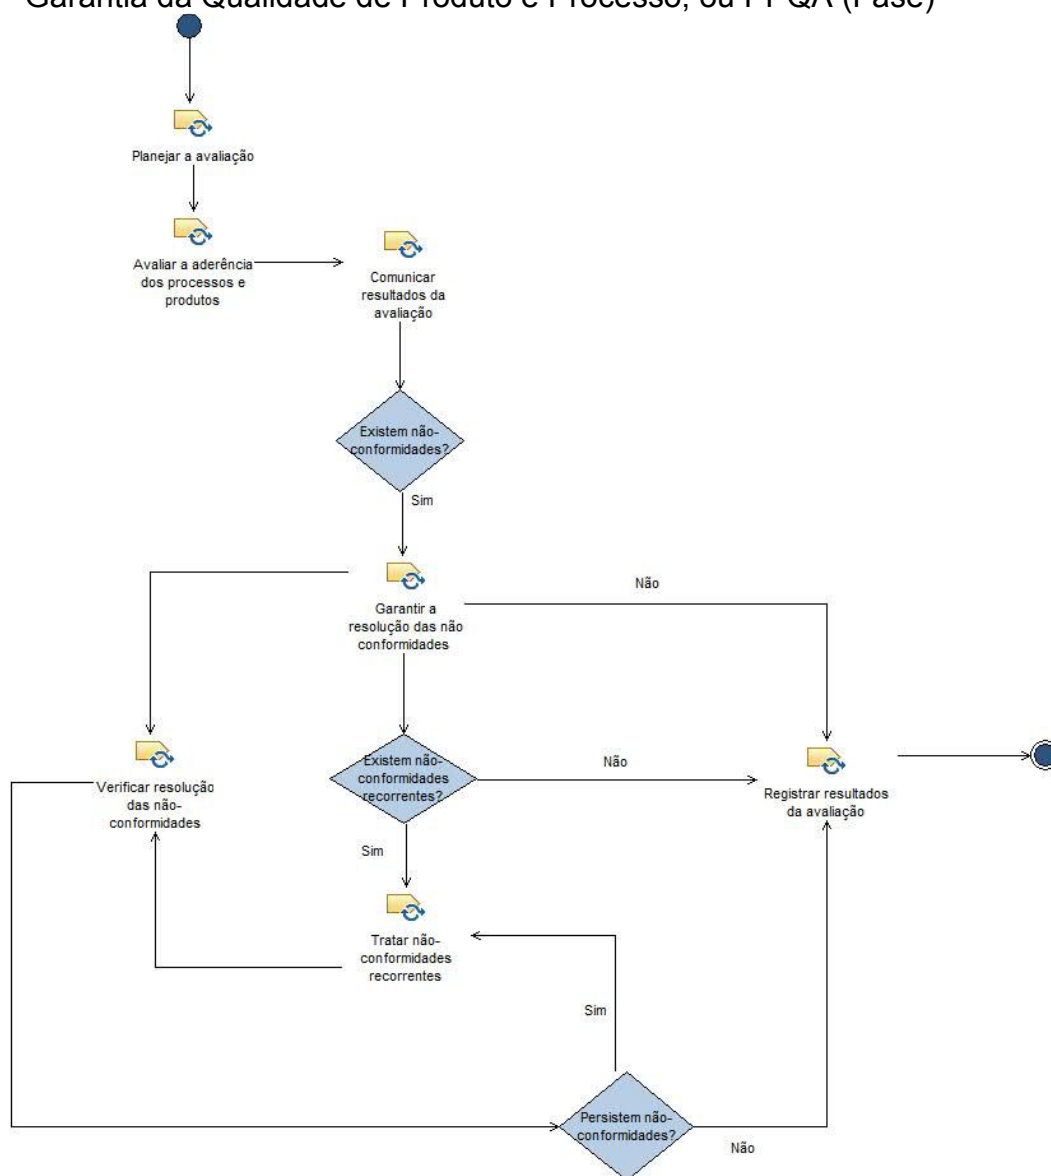 Garantia da Qualidade de Produto e Processo, ou PPQA (Fase)
Planejar a avaliação
Avaliar a aderência
dos processos e
produtos
Comunicar
resultados da
avaliação
Existem não-
conformidades?
Sim
Garantir a
resolução das não
conformidades
Não
Existem não-
conformidades
recorrentes?
Não
Verificar resolução
das não-
conformidades
Registrar resultados
da avaliação
Sim
Tratar não-
conformidades
recorrentes
Sim
Persistem não-
conformidades?
Não